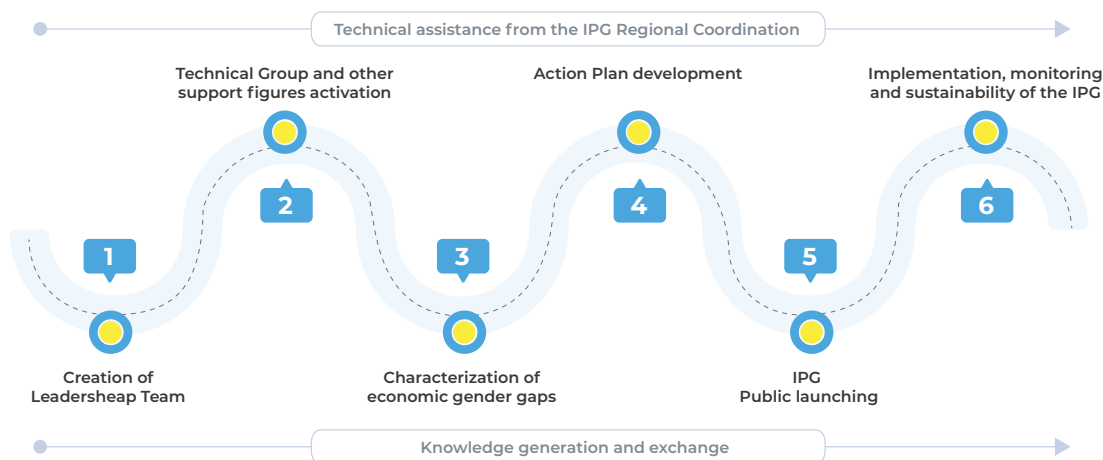 Technical assistance from the IPG Regional Coordination
Technical Group and other
support figures activation
Action Plan development
Implementation, monitoring
and sustainability of the IPG
2
4
6
1
3
5
Creation of
Leadersheap Team
Characterization of
economic gender gaps
IPG
Public launching
Knowledge generation and exchange